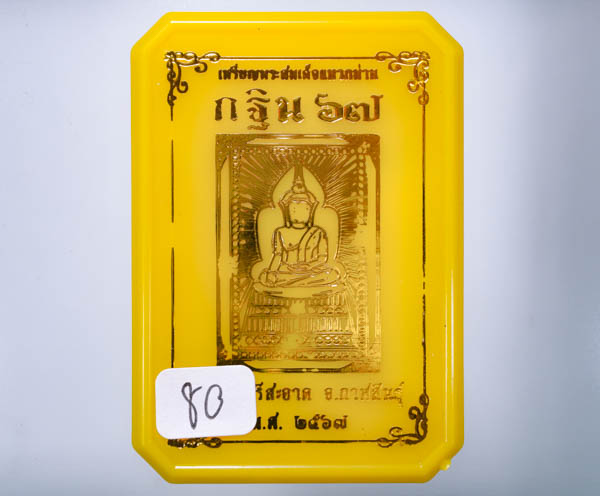 เหรียญพระสมเด็จแหวกม่าน
กฐิน ๖๗
รีสะอาด จ.กาฬสินธุ์
พ.ศ. ๒๕๖๗
80